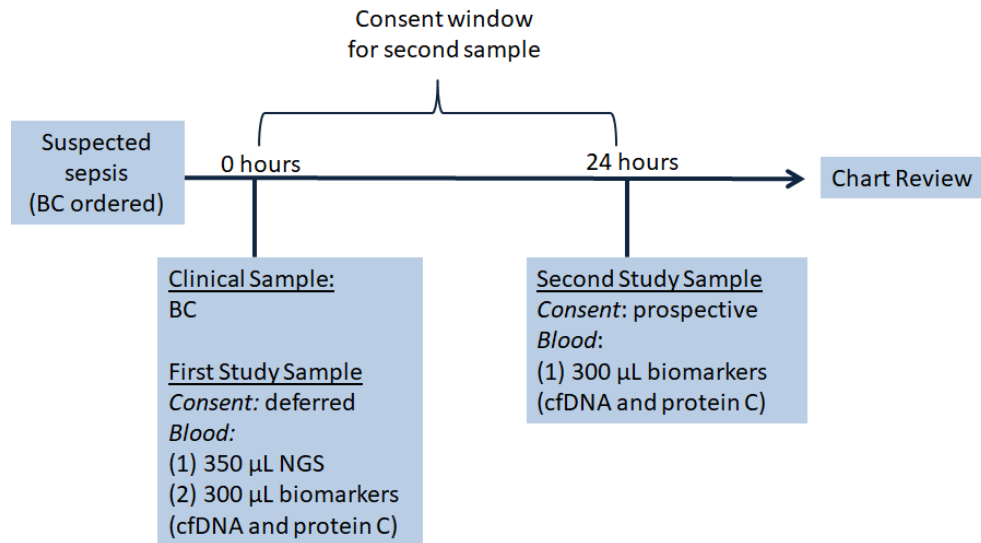 Consent window
for second sample
Suspected
sepsis
(BC ordered)
0 hours
24 hours
Chart Review
Clinical Sample:
BC
First Study Sample
Consent: deferred
Blood:
(1) 350 µL NGS
(2) 300 µL biomarkers
(cfDNA and protein C)
Second Study Sample
Consent: prospective
Blood:
(1) 300 µL biomarkers
(cfDNA and protein C)